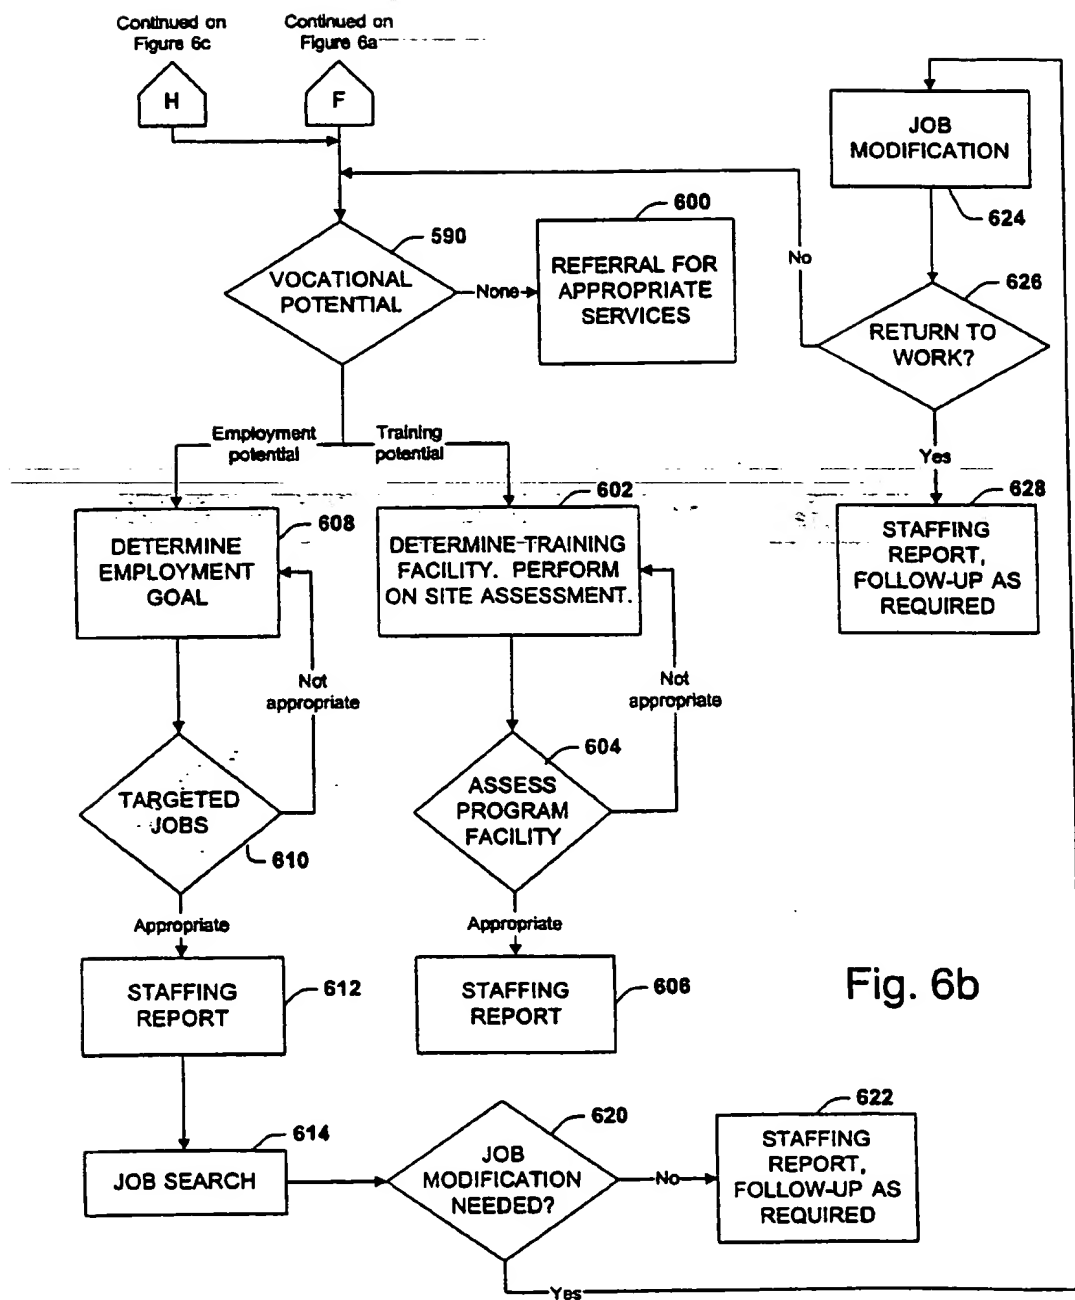 Continued on
Figure 6c
Continued on
Figure 6a
H
F
JOB
MODIFICATION
624
600
590
VOCATIONAL
POTENTIAL
None
REFERRAL FOR
APPROPRIATE
SERVICES
No
626
RETURN TO
WORK?
Yes
Employment
potential
Training
potential
608
DETERMINE
EMPLOYMENT
GOAL
602
DETERMINE-TRAINING
FACILITY. PERFORM
ON SITE ASSESSMENT.
628
STAFFING
REPORT,
FOLLOW-UP AS
REQUIRED
Not
appropriate
Not
appropriate
TARGETED
JOBS
610
604
ASSESS
PROGRAM
FACILITY
Appropriate
Appropriate
STAFFING
REPORT
612
STAFFING
REPORT
606
Fig. 6b
614
JOB SEARCH
620
JOB
MODIFICATION
NEEDED?
No
622
STAFFING
REPORT,
FOLLOW-UP AS
REQUIRED
Yes